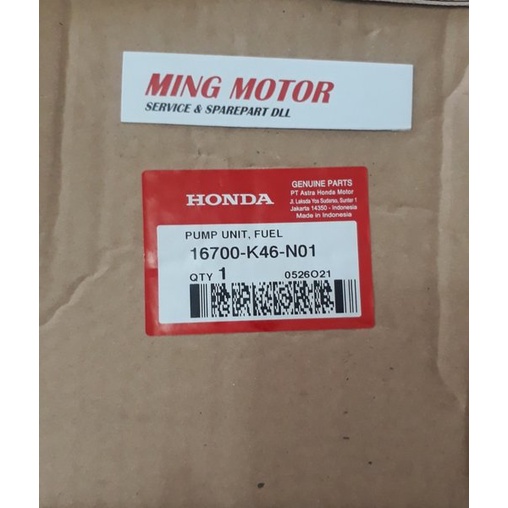 MING MOTOR
SERVICE & SPAREPART DLL
HONDA
GENUINE PARTS
PT Astra Honda Motor
Jl. Laksda Yos Sudarso, Sunter 1
Jakarta 14350 - Indonesia
Made in Indonesia
PUMP UNIT, FUEL
16700-K46-N01
QTY 1
0526O21